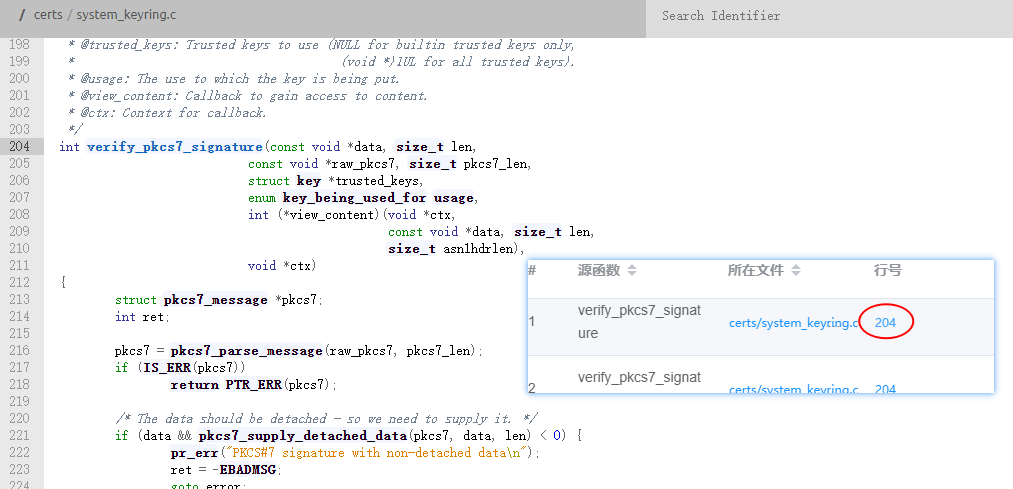 / certs / system_keyring.c
Search Identifier
198 * @trusted_keys: Trusted keys to use (NULL for builtin trusted keys only,
199 * (void *)1UL for all trusted keys).
200 * @usage: The use to which the key is being put.
201 * @view_content: Callback to gain access to content.
202 * @ctx: Context for callback.
203 */
204 int verify_pkcs7_signature(const void *data, size_t len,
205 const void *raw_pkcs7, size_t pkcs7_len,
206 struct key *trusted_keys,
207 enum key_being_used_for usage,
208 int (*view_content)(void *ctx,
209 const void *data, size_t len,
210 size_t asn1hdrlen),
211 void *ctx)
212 {
213 struct pkcs7_message *pkcs7;
214 int ret;
215
216 pkcs7 = pkcs7_parse_message(raw_pkcs7, pkcs7_len);
217 if (IS_ERR(pkcs7))
218 return PTR_ERR(pkcs7);
219
220 /* The data should be detached - so we need to supply it. */
221 if (data && pkcs7_supply_detached_data(pkcs7, data, len) < 0) {
222 pr_err("PKCS#7 signature with non-detached data\n");
223 ret = -EBADMSG;
224 goto error;
# 源函数 所在文件 行号
1 verify_pkcs7_signat
ure certs/system_keyring.c 204
2 verify_pkcs7_signat
certs/system_keyring.c 204